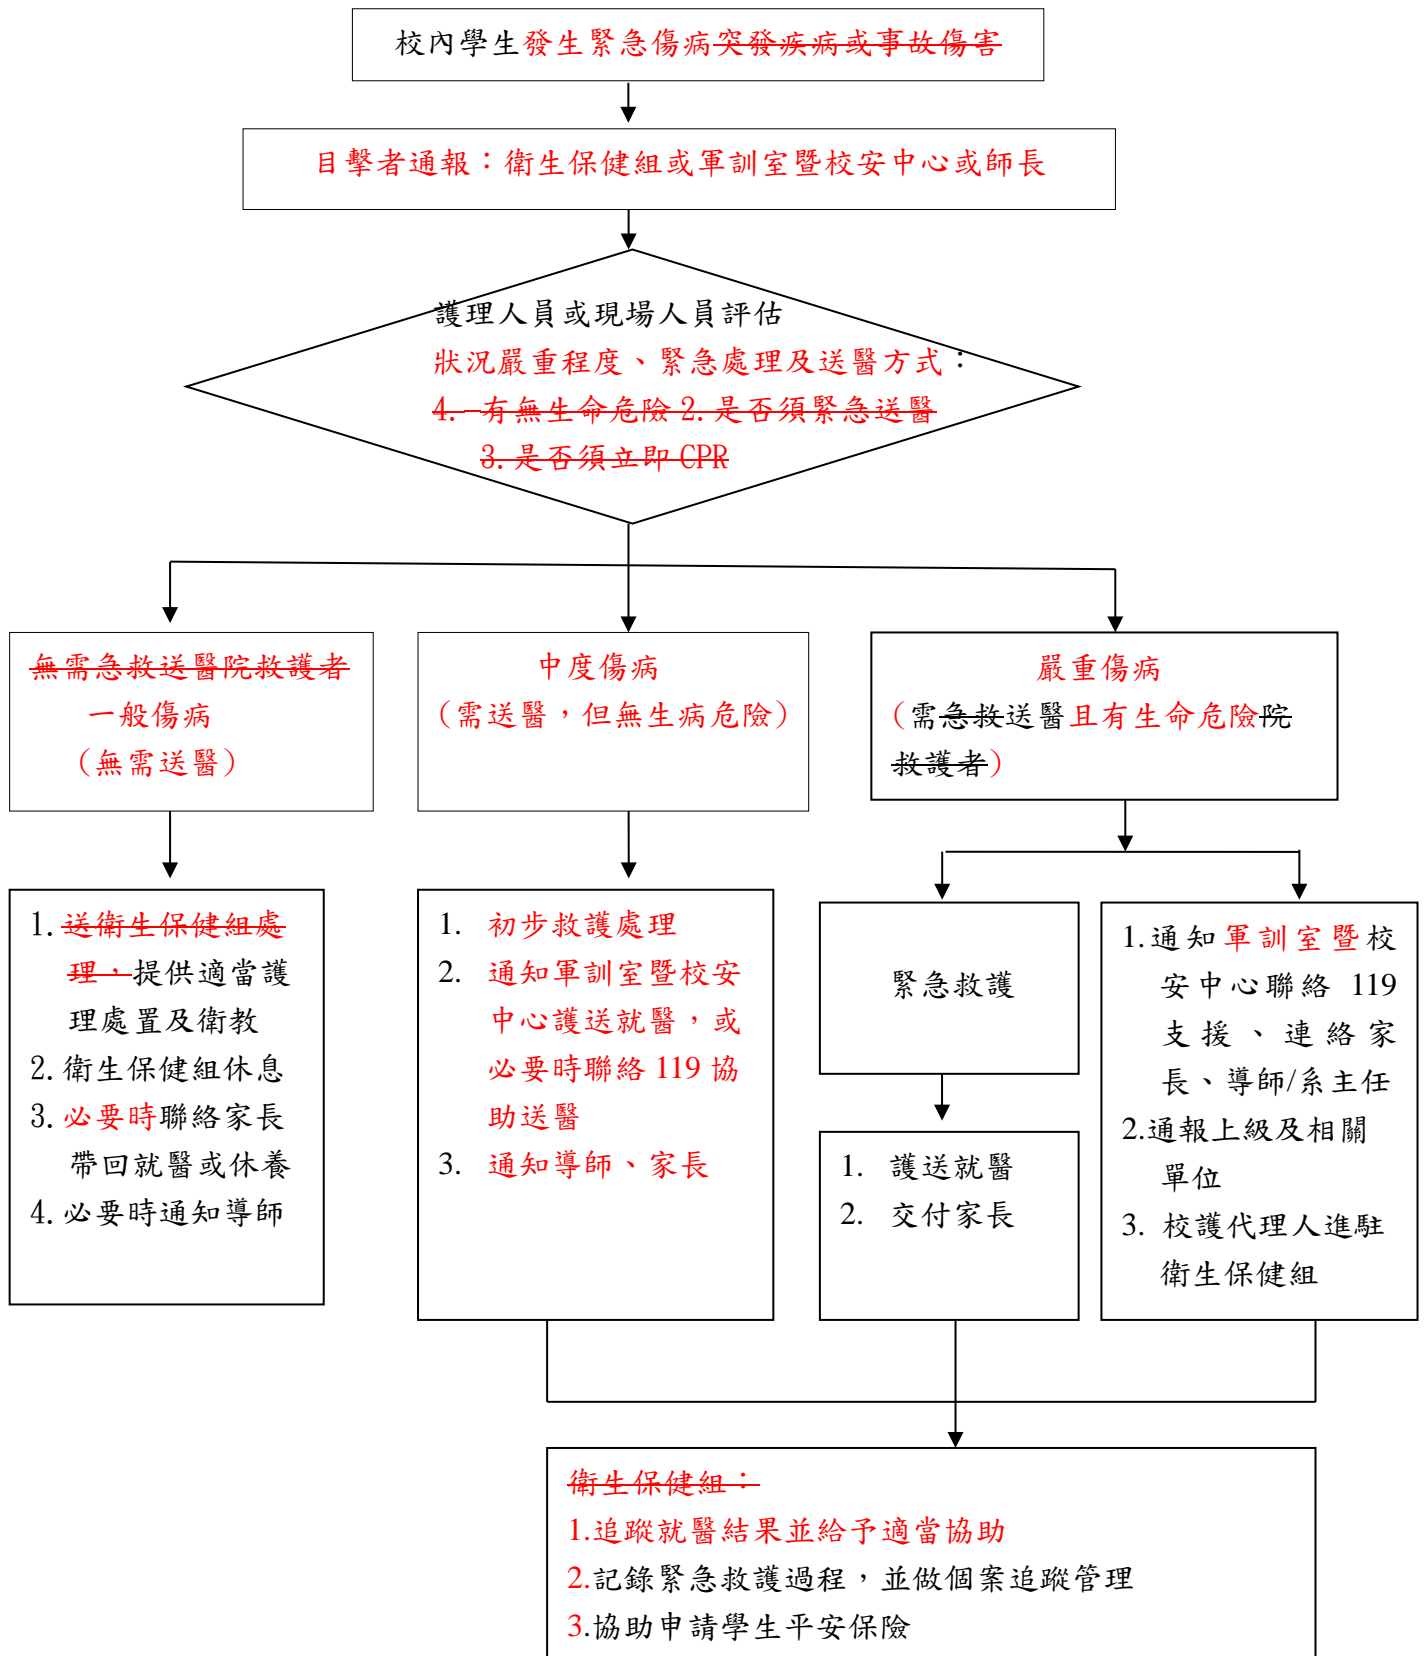 校內學生發生緊急傷病突發疾病或事故傷害
目擊者通報：衛生保健組或軍訓室暨校安中心或師長
護理人員或現場人員評估
狀況嚴重程度、緊急處理及送醫方式：
4. 有無生命危險 2. 是否須緊急送醫
3. 是否須立即 CPR
無需急救送醫院救護者
一般傷病
（無需送醫）
中度傷病
（需送醫，但無生病危險）
嚴重傷病
（需急救送醫且有生命危險院
救護者）
1. 送衛生保健組處
理，提供適當護
理處置及衛教
2. 衛生保健組休息
3. 必要時聯絡家長
帶回就醫或休養
4. 必要時通知導師
1. 初步救護處理
2. 通知軍訓室暨校安
中心護送就醫，或
必要時聯絡 119 協
助送醫
3. 通知導師、家長
緊急救護
1. 護送就醫
2. 交付家長
1.通知軍訓室暨校
安中心聯絡 119
支援、連絡家
長、導師/系主任
2.通報上級及相關
單位
3. 校護代理人進駐
衛生保健組
衛生保健組：
1.追蹤就醫結果並給予適當協助
2.記錄緊急救護過程，並做個案追蹤管理
3.協助申請學生平安保險